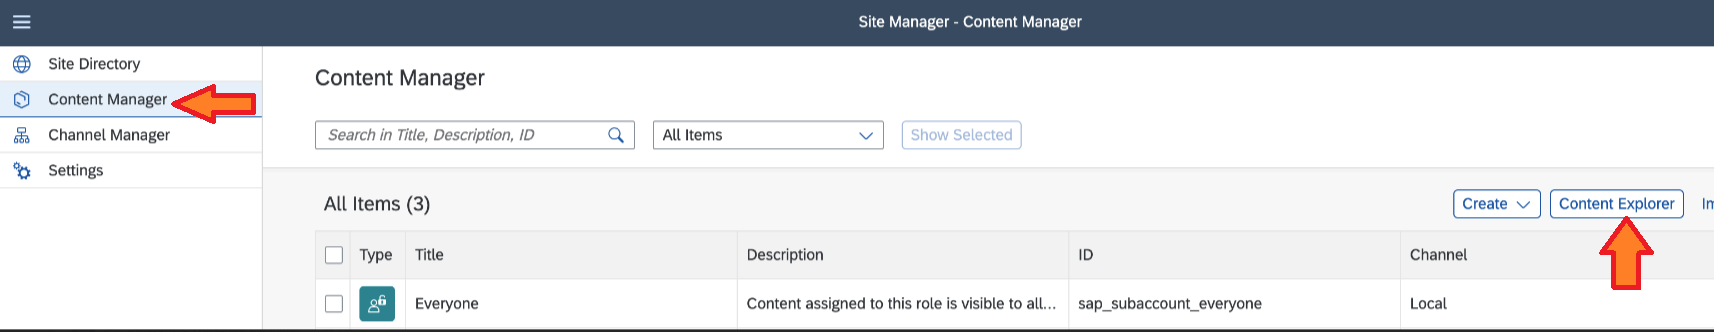 Site Manager - Content Manager
Site Directory
Content Manager
Channel Manager
Settings
Content Manager
Search in Title, Description, ID
All Items
Show Selected
All Items (3)
Create
Content Explorer
Type Title Description ID Channel
Everyone Content assigned to this role is visible to all... sap_subaccount_everyone Local